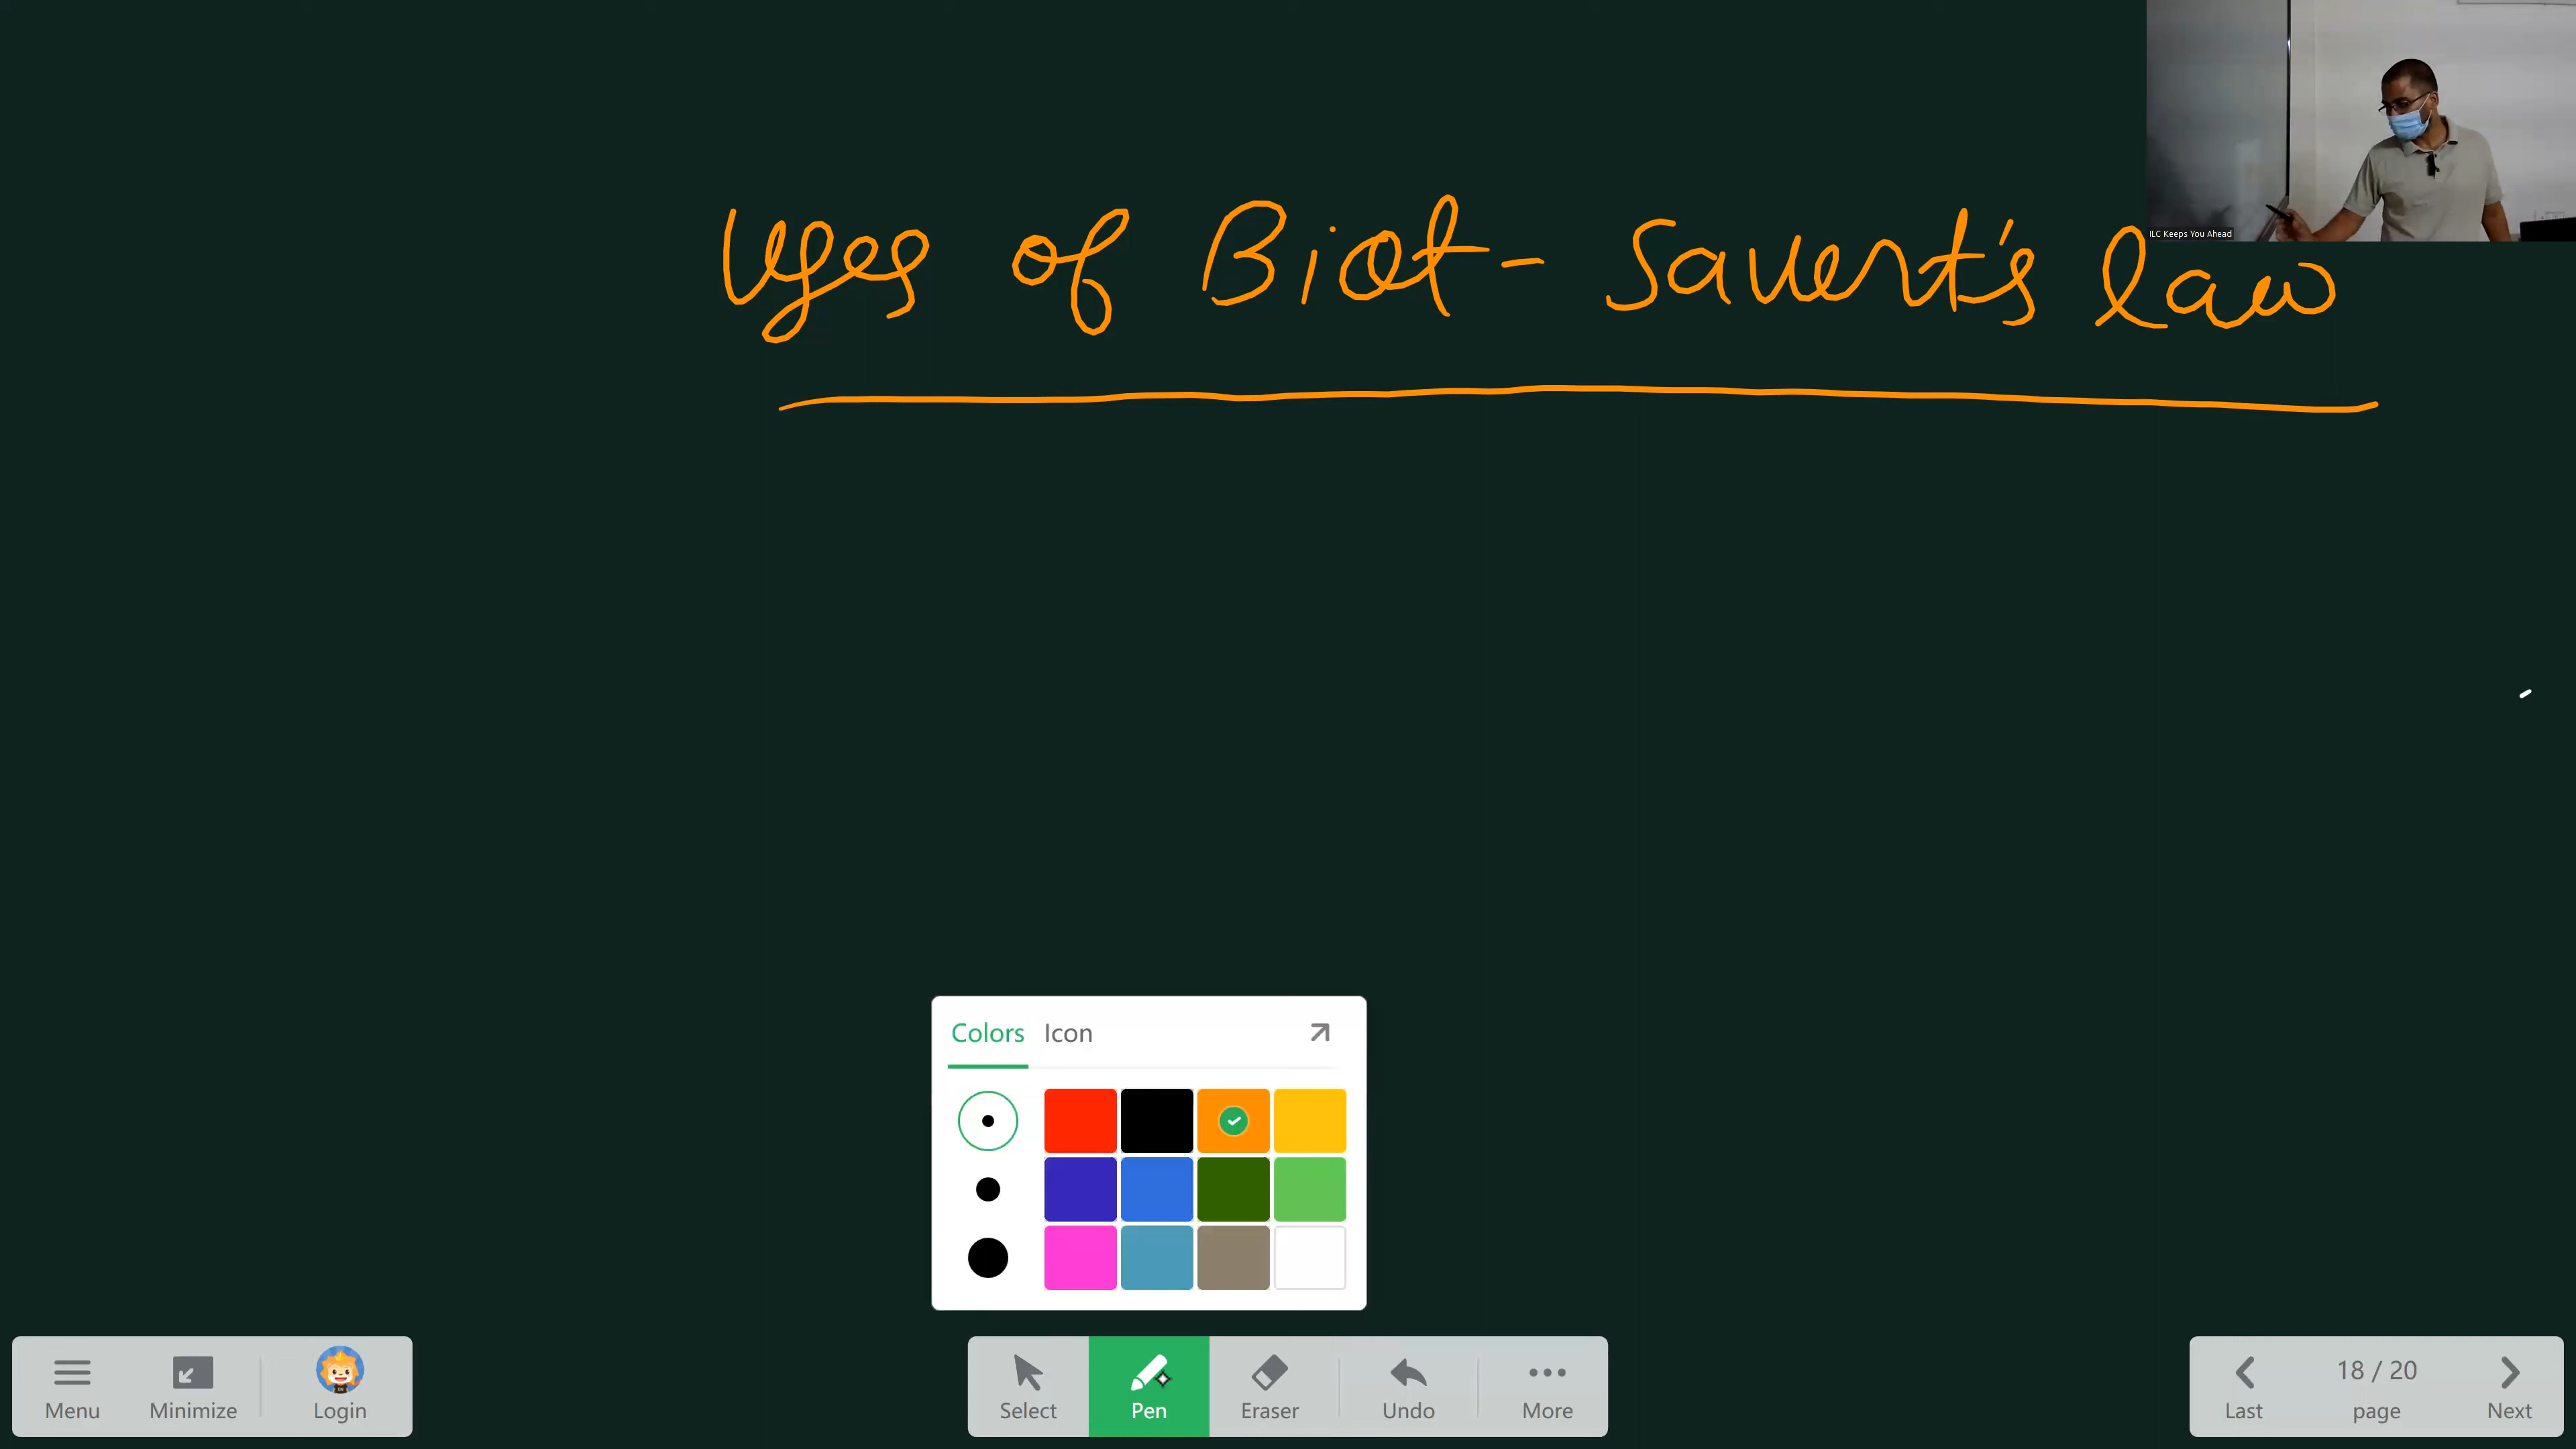 Uses of Biot - Savert's law
ILC Keeps You Ahead
Colors Icon
Menu Minimize Login
Select Pen Eraser Undo More
18 / 20
Last page Next